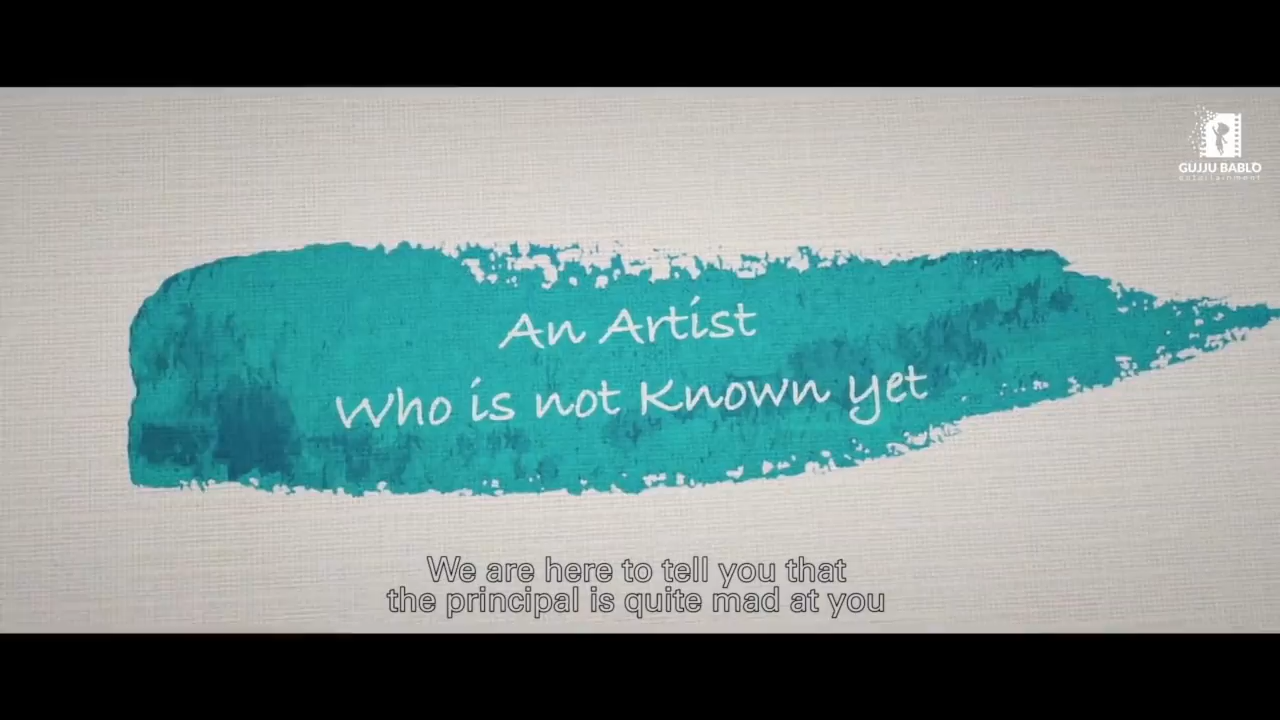 GUJJU BABLO
entertainment
An Artist
Who is not Known yet
We are here to tell you that
the principal is quite mad at you